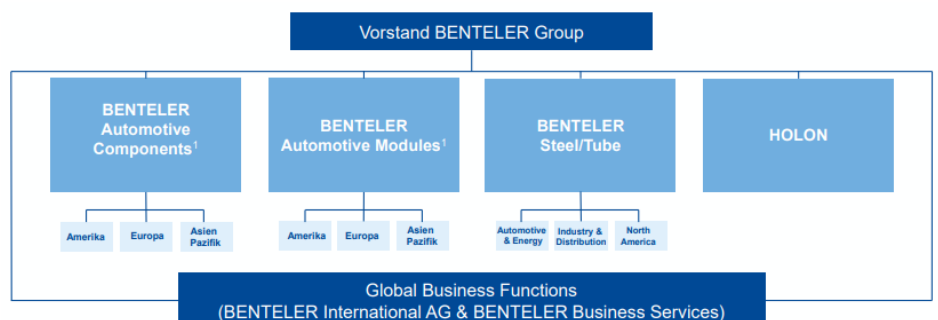 Vorstand BENTELER Group
BENTELER
Automotive
Components¹
BENTELER
Automotive Modules¹
BENTELER
Steel/Tube
HOLON
Amerika
Europa
Asien
Pazifik
Amerika
Europa
Asien
Pazifik
Automotive
& Energy
Industry &
Distribution
North
America
Global Business Functions
(BENTELER International AG & BENTELER Business Services)